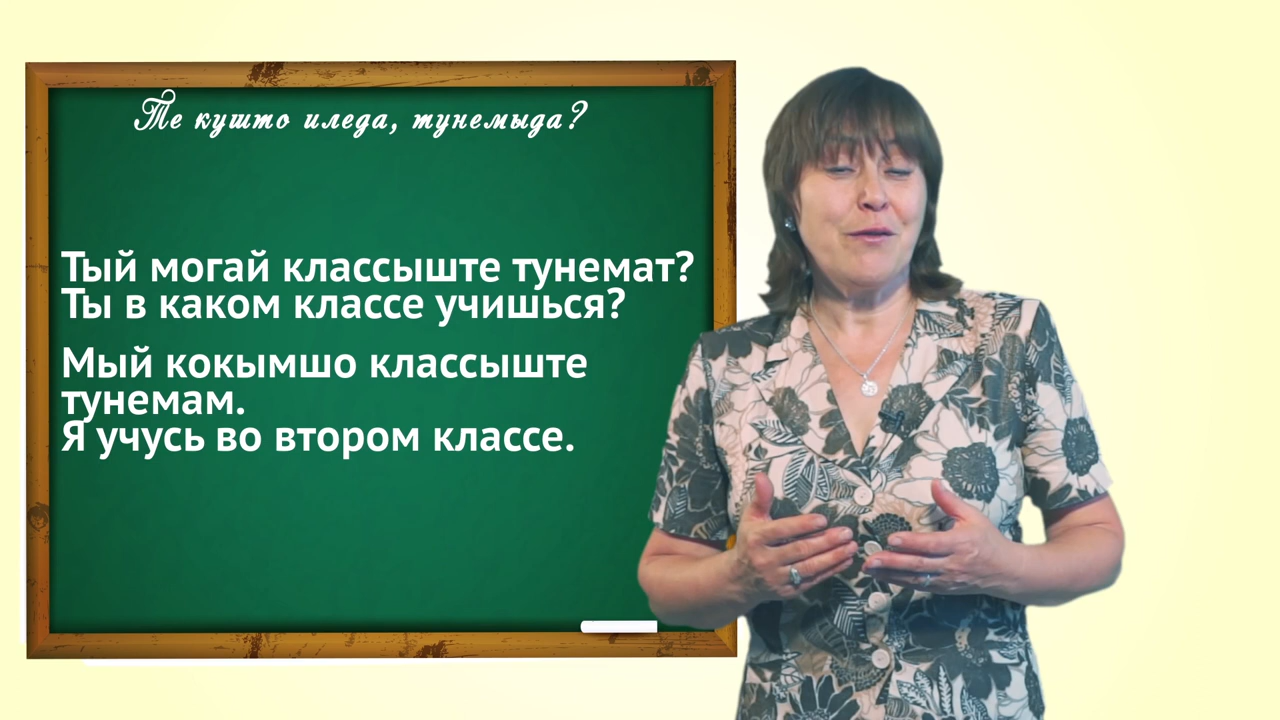 Те кушто иледа, тунемыда?
Тый могай классыште тунемат?
Ты в каком классе учишься?
Мый кокымшо классыште
тунемам.
Я учусь во втором классе.